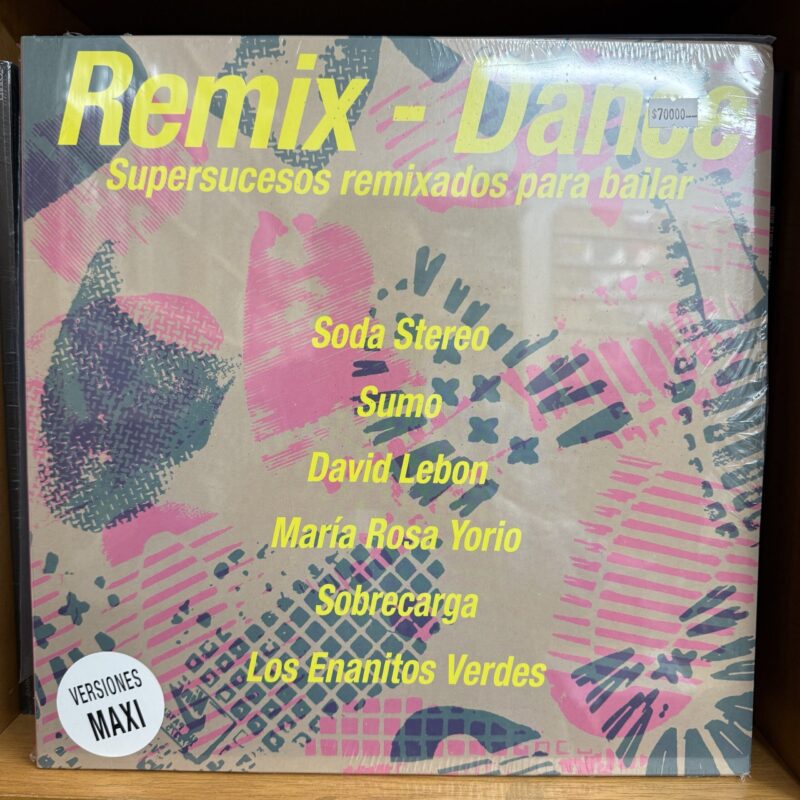 Remix - Dance
$70000
Supersucesos remixados para bailar
Soda Stereo
Sumo
David Lebon
María Rosa Yorio
Sobrecarga
Los Enanitos Verdes
VERSIONES
MAXI